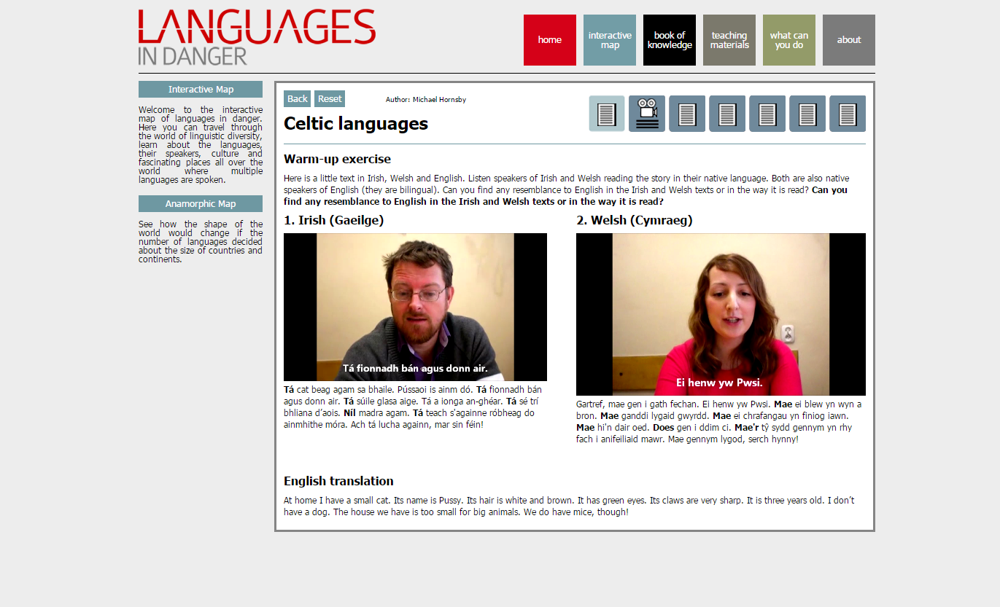 LANGUAGES
IN DANGER
home
interactive
map
book of
knowledge
teaching
materials
what can
you do
about
Interactive Map
Welcome to the interactive
map of languages in danger.
Here you can travel through
the world of linguistic diversity,
learn about the languages,
their speakers, culture and
fascinating places all over the
world where multiple
languages are spoken.
Anamorphic Map
See how the shape of the
world would change if the
number of languages decided
about the size of countries and
continents.
Back
Reset
Author: Michael Hornsby
Celtic languages
Warm-up exercise
Here is a little text in Irish, Welsh and English. Listen speakers of Irish and Welsh reading the story in their native language. Both are also native
speakers of English (they are bilingual). Can you find any resemblance to English in the Irish and Welsh texts or in the way it is read? Can you
find any resemblance to English in the Irish and Welsh texts or in the way it is read?
1. Irish (Gaeilge)
Tá fionnadh bán agus donn air.
Tá cat beag agam sa bhaile. Pússaoi is ainm dó. Tá fionnadh bán
agus donn air. Tá súile glasa aige. Tá a ionga an-ghéar. Tá sé trí
bhliana d’aois. Níl madra agam. Tá teach s'againne róbheag do
ainmhithe móra. Ach tá lucha againn, mar sin féin!
2. Welsh (Cymraeg)
Ei henw yw Pwsi.
Gartref, mae gen i gath fechan. Ei henw yw Pwsi. Mae ei blew yn wyn a
bron. Mae ganddi lygaid gwyrdd. Mae ei chrafangau yn finiog iawn.
Mae hi'n dair oed. Does gen i ddim ci. Mae'r tŷ sydd gennym yn rhy
fach i anifeiliaid mawr. Mae gennym lygod, serch hynny!
English translation
At home I have a small cat. Its name is Pussy. Its hair is white and brown. It has green eyes. Its claws are very sharp. It is three years old. I don’t
have a dog. The house we have is too small for big animals. We do have mice, though!